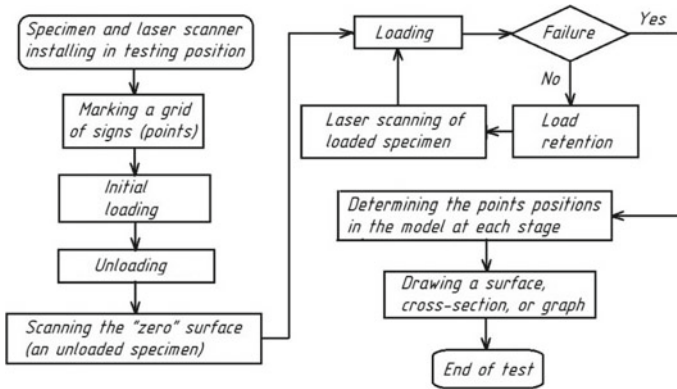 Specimen and laser scanner
installing in testing position
Marking a grid
of signs (points)
Initial
loading
Unloading
Scanning the "zero" surface
(an unloaded specimen)
Loading
Failure
Yes
No
Load
retention
Laser scanning of
loaded specimen
Determining the points positions
in the model at each stage
Drawing a surface,
cross-section, or graph
End of test